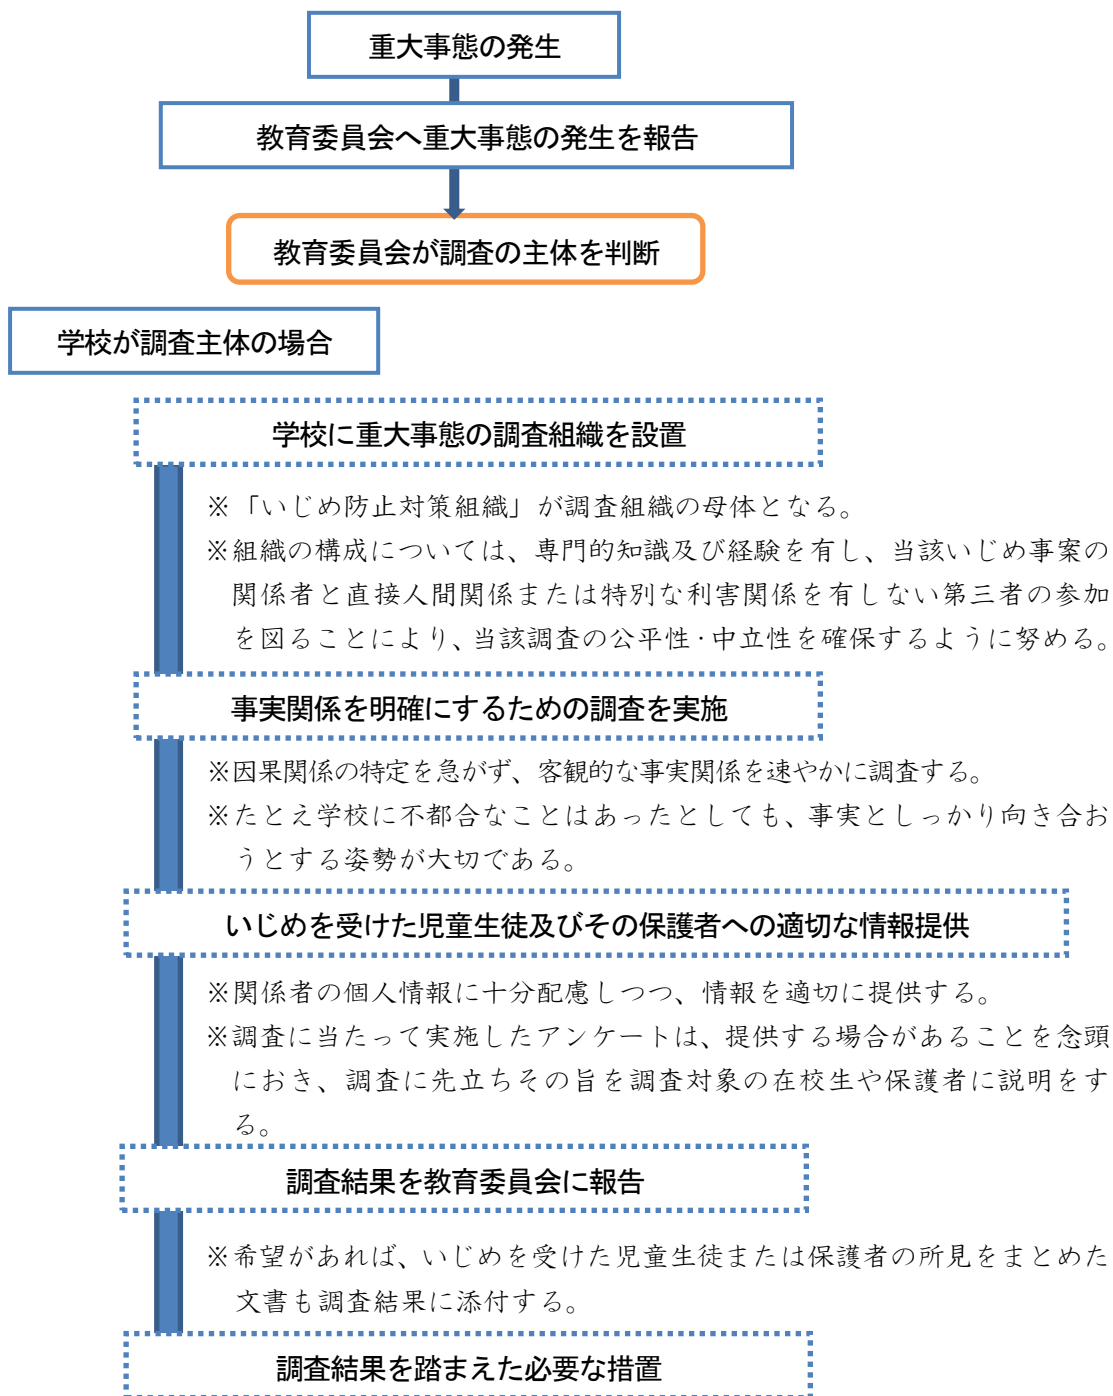 重大事態の発生
教育委員会へ重大事態の発生を報告
教育委員会が調査の主体を判断
学校が調査主体の場合
学校に重大事態の調査組織を設置
※「いじめ防止対策組織」が調査組織の母体となる。
※組織の構成については、専門的知識及び経験を有し、当該いじめ事案の
関係者と直接人間関係または特別な利害関係を有しない第三者の参加
を図ることにより、当該調査の公平性·中立性を確保するように努める。
事実関係を明確にするための調査を実施
※因果関係の特定を急がず、客観的な事実関係を速やかに調査する。
※たとえ学校に不都合なことはあったとしても、事実としっかり向き合お
うとする姿勢が大切である。
いじめを受けた児童生徒及びその保護者への適切な情報提供
※関係者の個人情報に十分配慮しつつ、情報を適切に提供する。
※調査に当たって実施したアンケートは、提供する場合があることを念頭
におき、調査に先立ちその旨を調査対象の在校生や保護者に説明をす
る。
調査結果を教育委員会に報告
※希望があれば、いじめを受けた児童生徒または保護者の所見をまとめた
文書も調査結果に添付する。
調査結果を踏まえた必要な措置